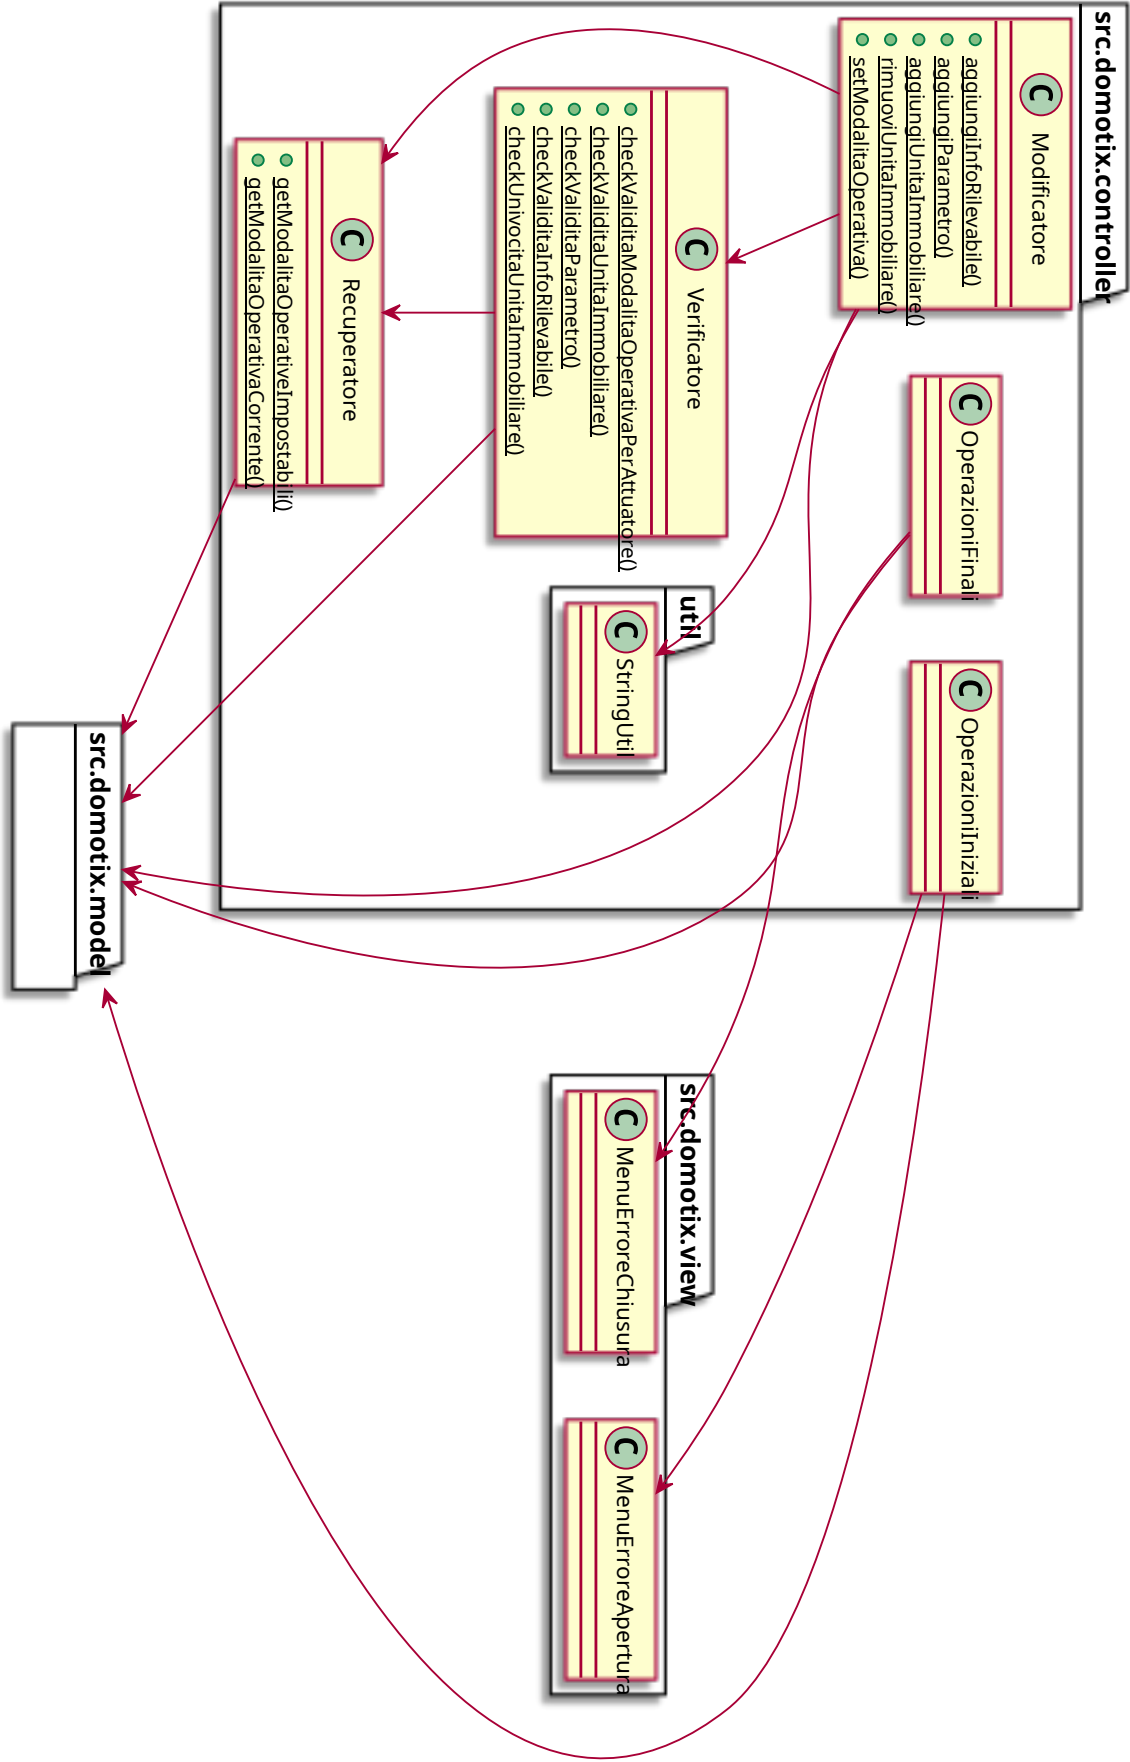 src.domotix.controller
Modificatore
aggiungiInfoRilevabile()
aggiungiParametro()
aggiungiUnitaImmobiliare()
rimuoviUnitaImmobiliare()
setModalitaOperativa()
OperazioniFinali
OperazioniIniziali
Verificatore
checkValiditaModalitaOperativaPerAttuatore()
checkValiditaUnitaImmobiliare()
checkValiditaParametro()
checkValiditaInfoRilevabile()
checkUnivocitaUnitaImmobiliare()
util
StringUtil
src.domotix.view
MenuErroreChiusura
MenuErroreApertura
Recuperatore
getModalitaOperativeImpostabili()
getModalitaOperativaCorrente()
src.domotix.model